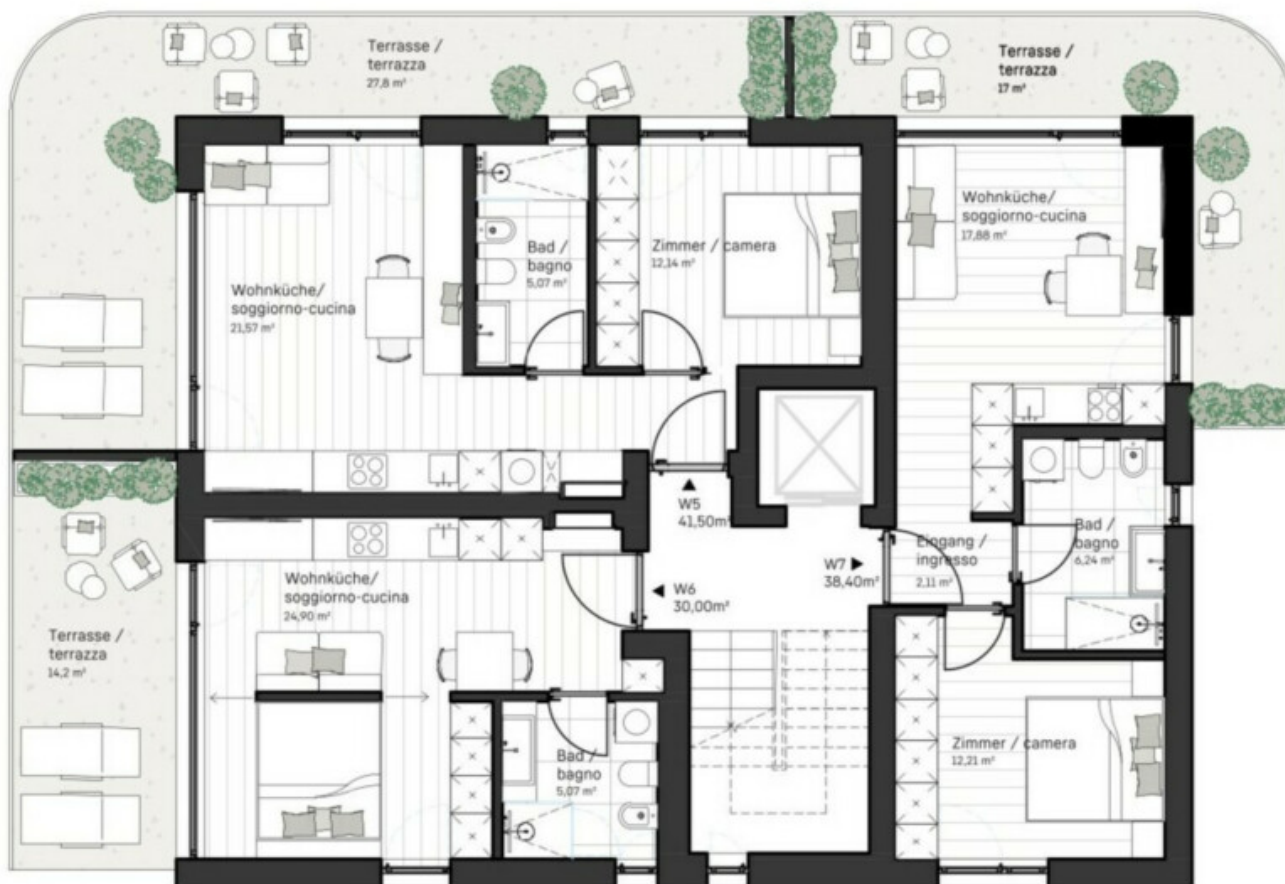 Terrasse /
terrazza
27,8 m²
Terrasse /
terrazza
17 m²
Wohnküche/
soggiorno-cucina
21,57 m²
Bad /
bagno
5,07 m²
Zimmer / camera
12,14 m²
Wohnküche/
soggiorno-cucina
17,88 m²
W5
41,50m²
W7
38,40m²
Eingang /
ingresso
2,11 m²
Bad /
bagno
6,24 m²
W6
30,00m²
Wohnküche/
soggiorno-cucina
24,90 m²
Terrasse /
terrazza
14,2 m²
Bad /
bagno
5,07 m²
Zimmer / camera
12,21 m²